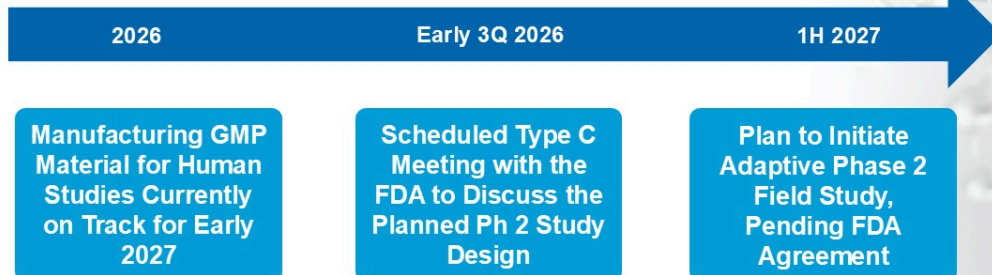 2026
Early 3Q 2026
1H 2027
Manufacturing GMP
Material for Human
Studies Currently
on Track for Early
2027
Scheduled Type C
Meeting with the
FDA to Discuss the
Planned Ph 2 Study
Design
Plan to Initiate
Adaptive Phase 2
Field Study,
Pending FDA
Agreement